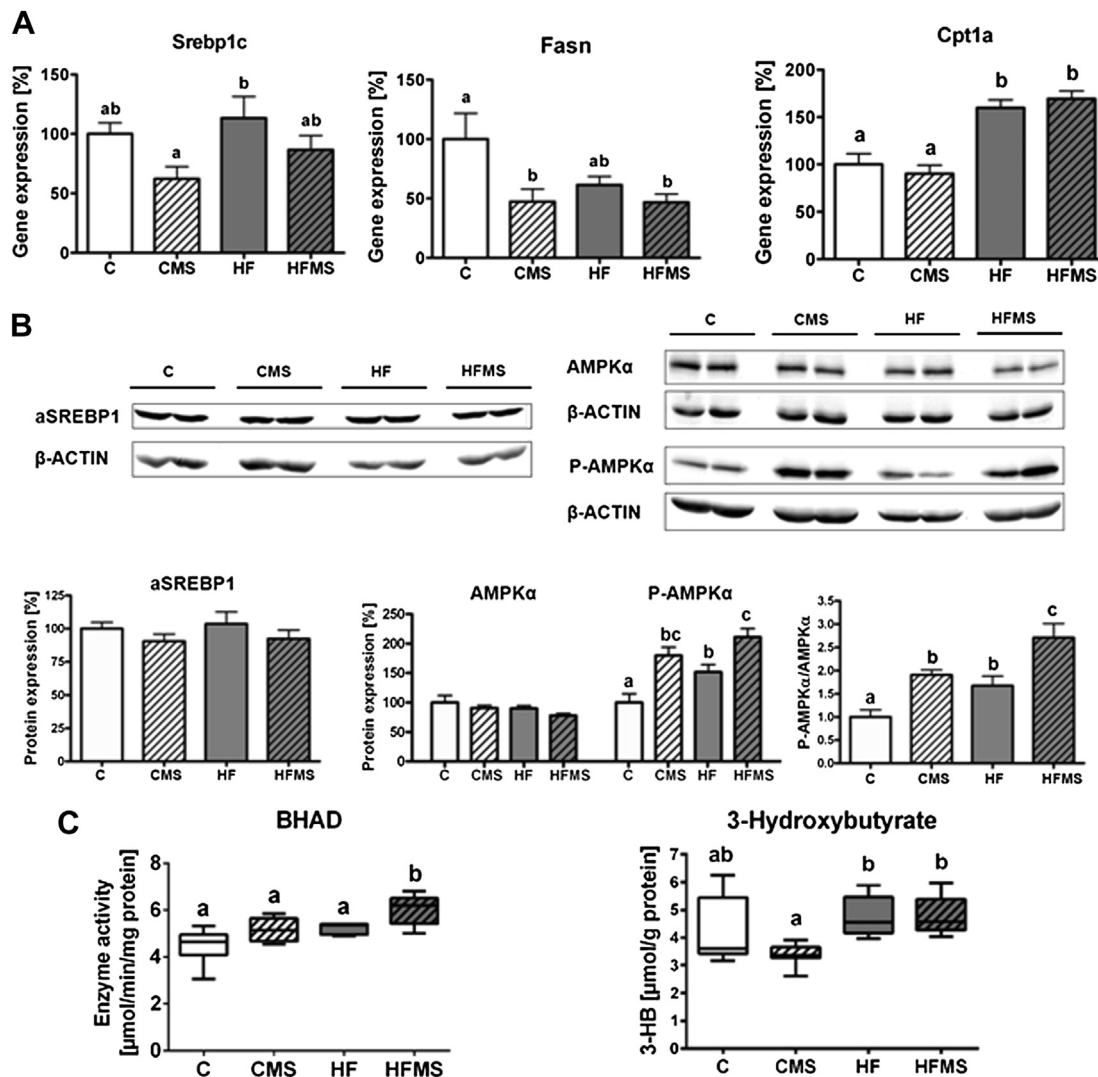 A
Srebp1c
Gene expression [%]
150
100
50
0
ab
a
b
ab
C CMS HF HFMS
Fasn
Gene expression [%]
150
100
50
0
a
b
ab
b
C CMS HF HFMS
Cpt1a
Gene expression [%]
200
150
100
50
0
a
a
b
b
C CMS HF HFMS
B
C CMS HF HFMS
aSREBP1
β-ACTIN
C CMS HF HFMS
AMPKα
β-ACTIN
P-AMPKα
β-ACTIN
aSREBP1
Protein expression [%]
125
100
75
50
25
0
C CMS HF HFMS
AMPKα P-AMPKα
Protein expression [%]
250
200
150
100
50
0
a
bc
b
c
C CMS HF HFMS C CMS HF HFMS
P-AMPKα/AMPKα
3.5
3.0
2.5
2.0
1.5
1.0
0.5
0.0
a
b
b
c
C CMS HF HFMS
C
BHAD
Enzyme activity
[µmol/min/mg protein]
8
6
4
2
0
a
a
a
b
C CMS HF HFMS
3-Hydroxybutyrate
3-HB [µmol/g protein]
7
6
5
4
3
2
1
0
ab
a
b
b
C CMS HF HFMS